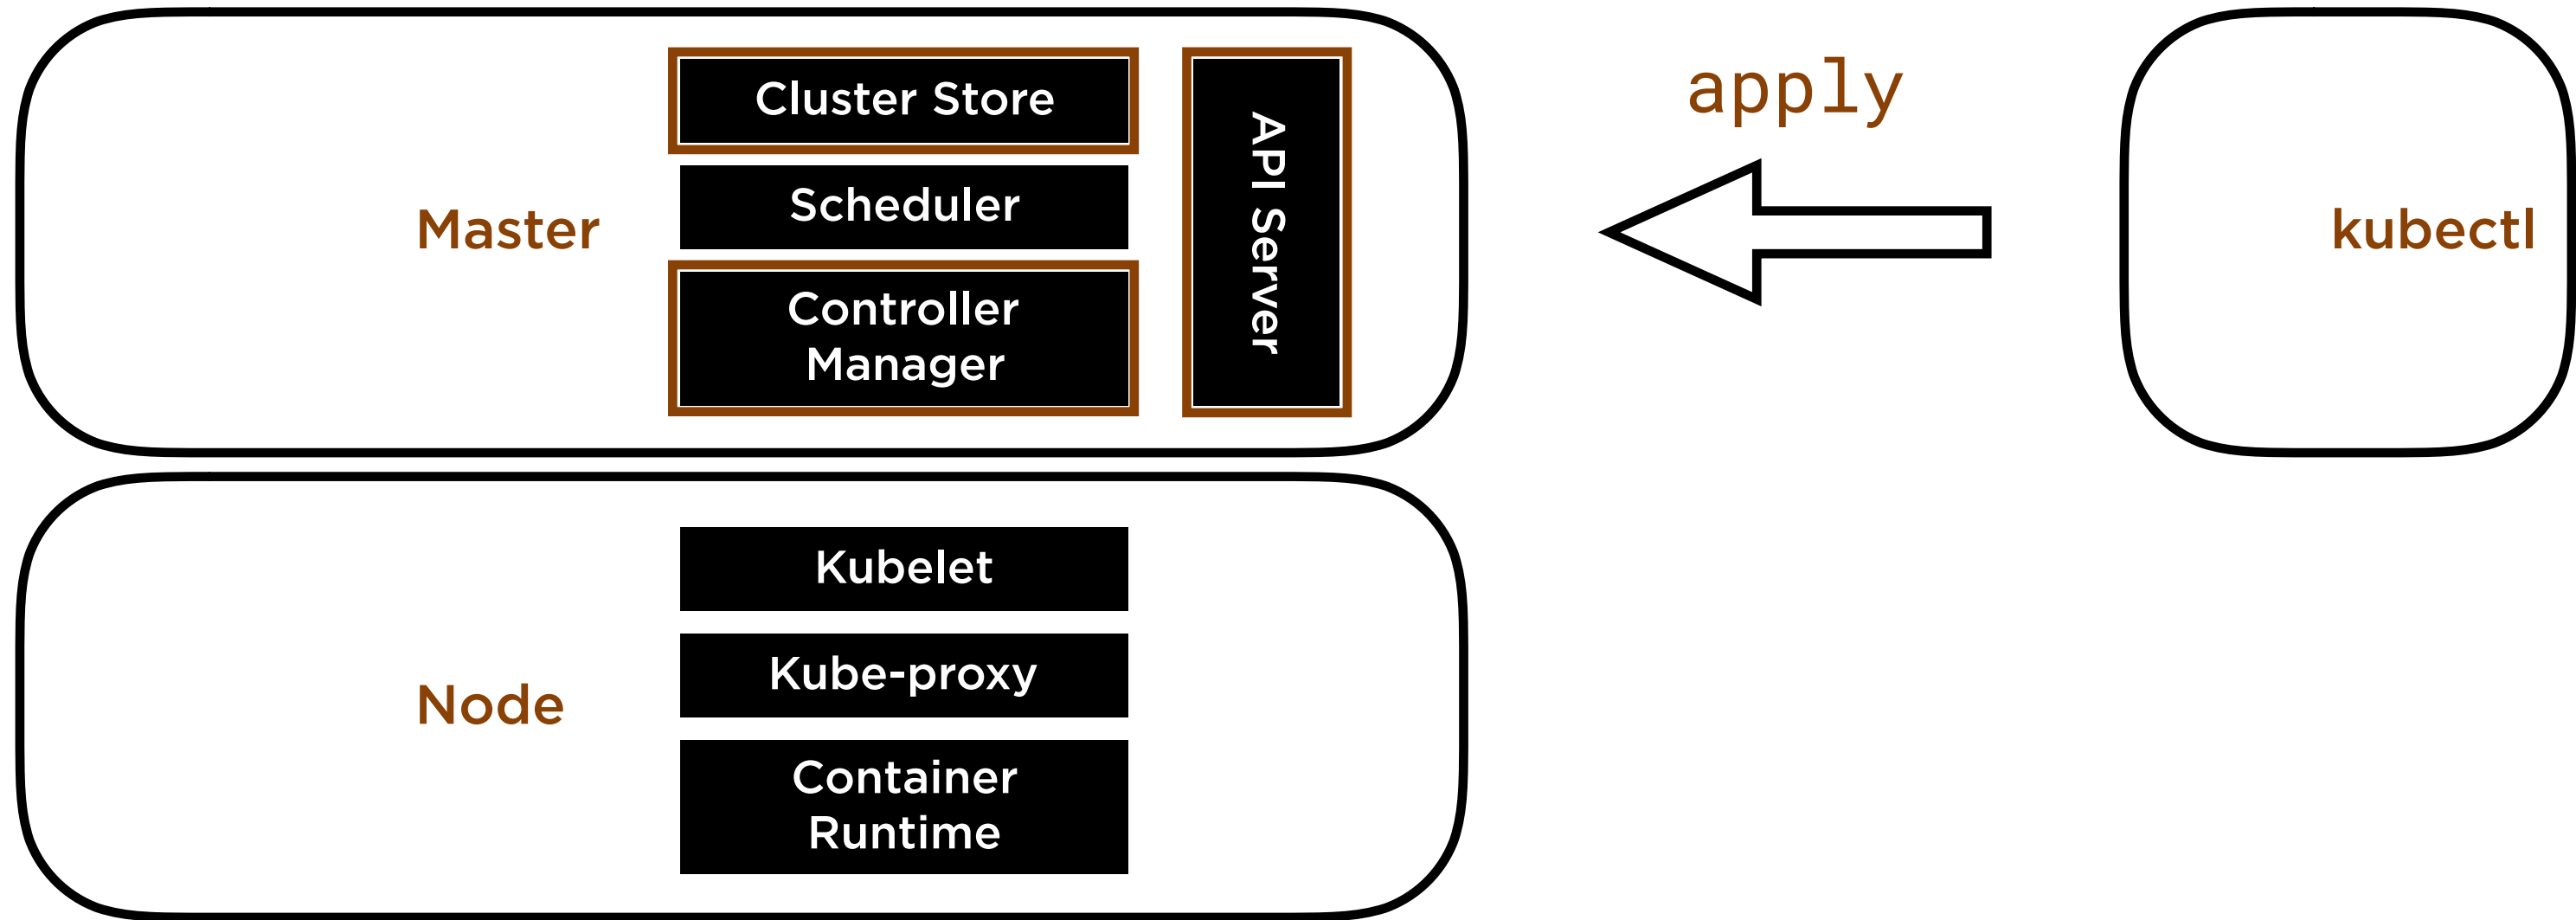 Master
Cluster Store
Scheduler
Controller
Manager
API Server
apply
kubectl
Node
Kubelet
Kube-proxy
Container
Runtime